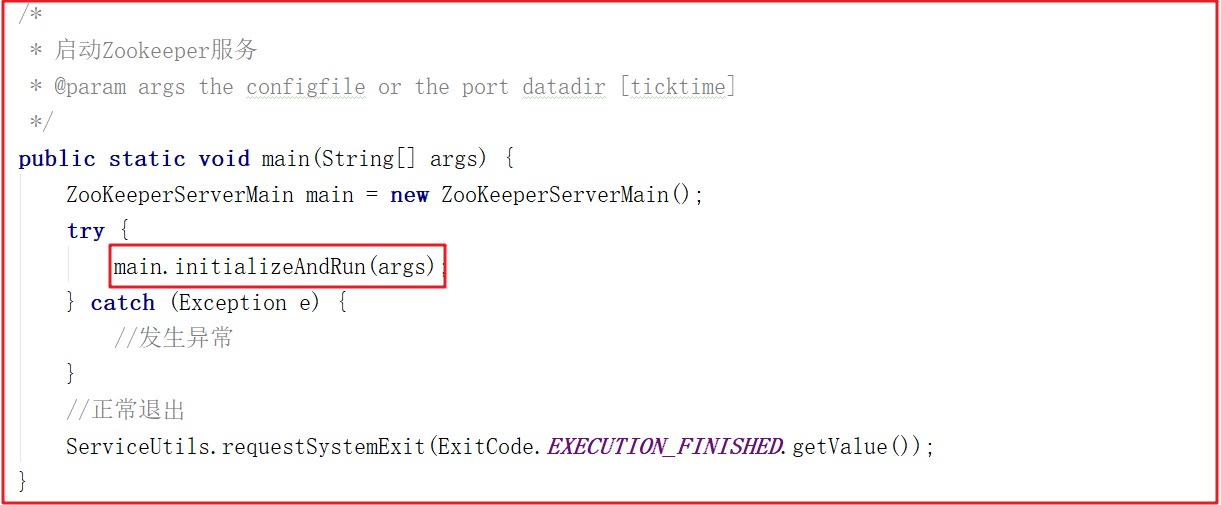 /*
 * 启动Zookeeper服务
 * @param args the configfile or the port datadir [ticktime]
 */
public static void main(String[] args) {
    ZooKeeperServerMain main = new ZooKeeperServerMain();
    try {
        main.initializeAndRun(args);
    } catch (Exception e) {
        //发生异常
    }
    //正常退出
    ServiceUtils.requestSystemExit(ExitCode.EXECUTION_FINISHED.getValue());
}